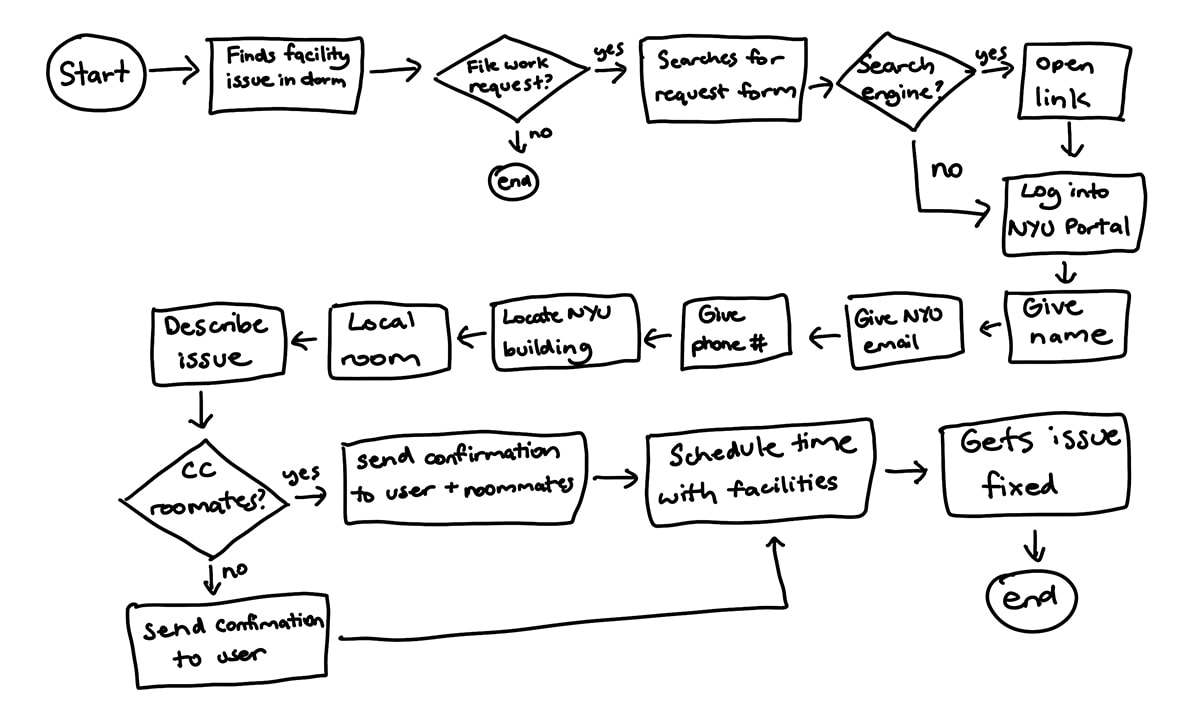 Start
Finds facility
issue in dorm
File work
request?
yes
no
end
Searches for
request form
Search
engine?
yes
no
open
link
Log into
NYU Portal
Give
name
Give NYU
email
Give
phone #
Locate NYU
building
Local
room
Describe
issue
CC
roomates?
yes
no
send confirmation
to user + roommates
send confirmation
to user
Schedule time
with facilities
Gets issue
fixed
end